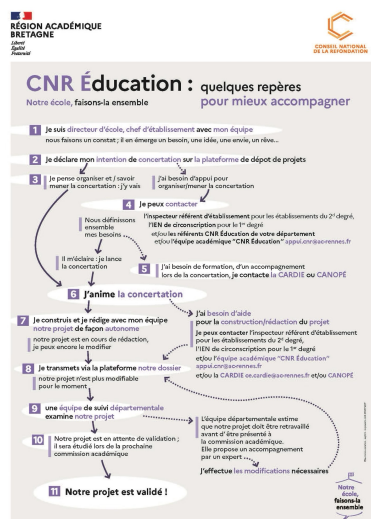 RÉGION ACADÉMIQUE
BRETAGNE
Liberté
Égalité
Fraternité
CONSEIL NATIONAL
DE LA REFONDATION
CNR Éducation : quelques repères
Notre école, faisons-la ensemble
pour mieux accompagner
1 Je suis directeur d'école, chef d'établissement avec mon équipe
nous faisons un constat ; il en émerge un besoin, une idée, une envie, un rêve...
2 Je déclare mon intention de concertation sur la plateforme de dépot de projets
3 Je pense organiser et / savoir
mener la concertation : j'y vais
j'ai besoin d'appui pour
organiser/mener la concertation
4 Je peux contacter
l'inspecteur référent d'établissement pour les établissements du 2d degré,
l'IEN de circonscription pour le 1er degré
et/ou les référents CNR Éducation de votre département
et/ou l'équipe académique "CNR Éducation" appui.cnr@ac-rennes.fr
Nous définissons
ensemble
mes besoins
Il m'éclaire : je lance
la concertation
5 J'ai besoin de formation, d'un accompagnement
lors de la concertation, je contacte la CARDIE ou CANOPÉ
6 J'anime la concertation
7 Je construis et je rédige avec mon équipe
notre projet de façon autonome
notre projet est en cours de rédaction,
je peux encore le modifier
J'ai besoin d'aide
pour la construction/rédaction du projet
Je peux contacter l'inspecteur référent d'établissement
pour les établissements du 2d degré,
l'IEN de circonscription pour le 1er degré
et/ou l'équipe académique "CNR Éducation"
appui.cnr@ac-rennes.fr
et/ou la CARDIE ce.cardie@ac-rennes.fr et/ou CANOPÉ
8 Je transmets via la plateforme notre dossier
notre projet n'est plus modifiable
pour le moment
9 une équipe de suivi départementale
examine notre projet
L'équipe départementale estime
que notre projet doit être retravaillé
avant d'être présenté à
la commission académique.
Elle propose un accompagnement
par un expert
10 Notre projet est en attente de validation ;
il sera étudié lors de la prochaine
commission académique
J'effectue les modifications nécessaires
11 Notre projet est validé !
Notre
école,
faisons-la
ensemble